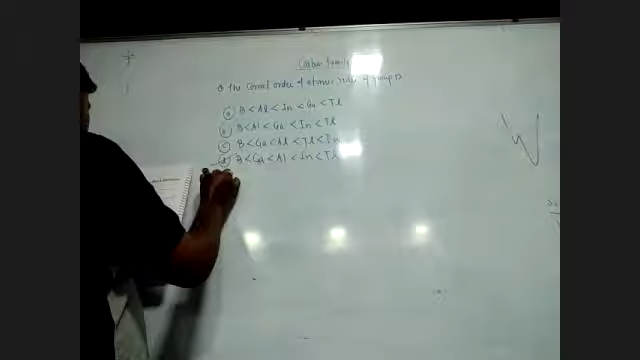 Carbon family
Q The Correct order of atomic radii of group 13
(a) B < Al < In < Ga < Tl
(b) B < Al < Ga < In < Tl
(c) B < Ga < Al < Tl < In
(d) B < Ga < Al < In < Tl